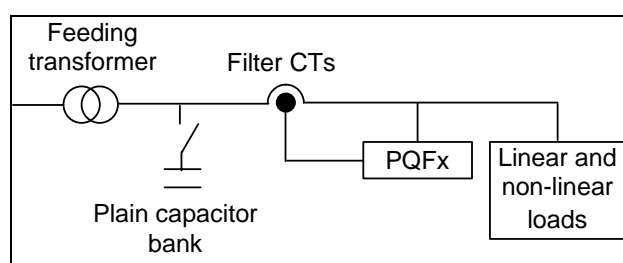 Feeding
transformer
Filter CTs
PQFx
Linear and
non-linear
loads
Plain capacitor
bank